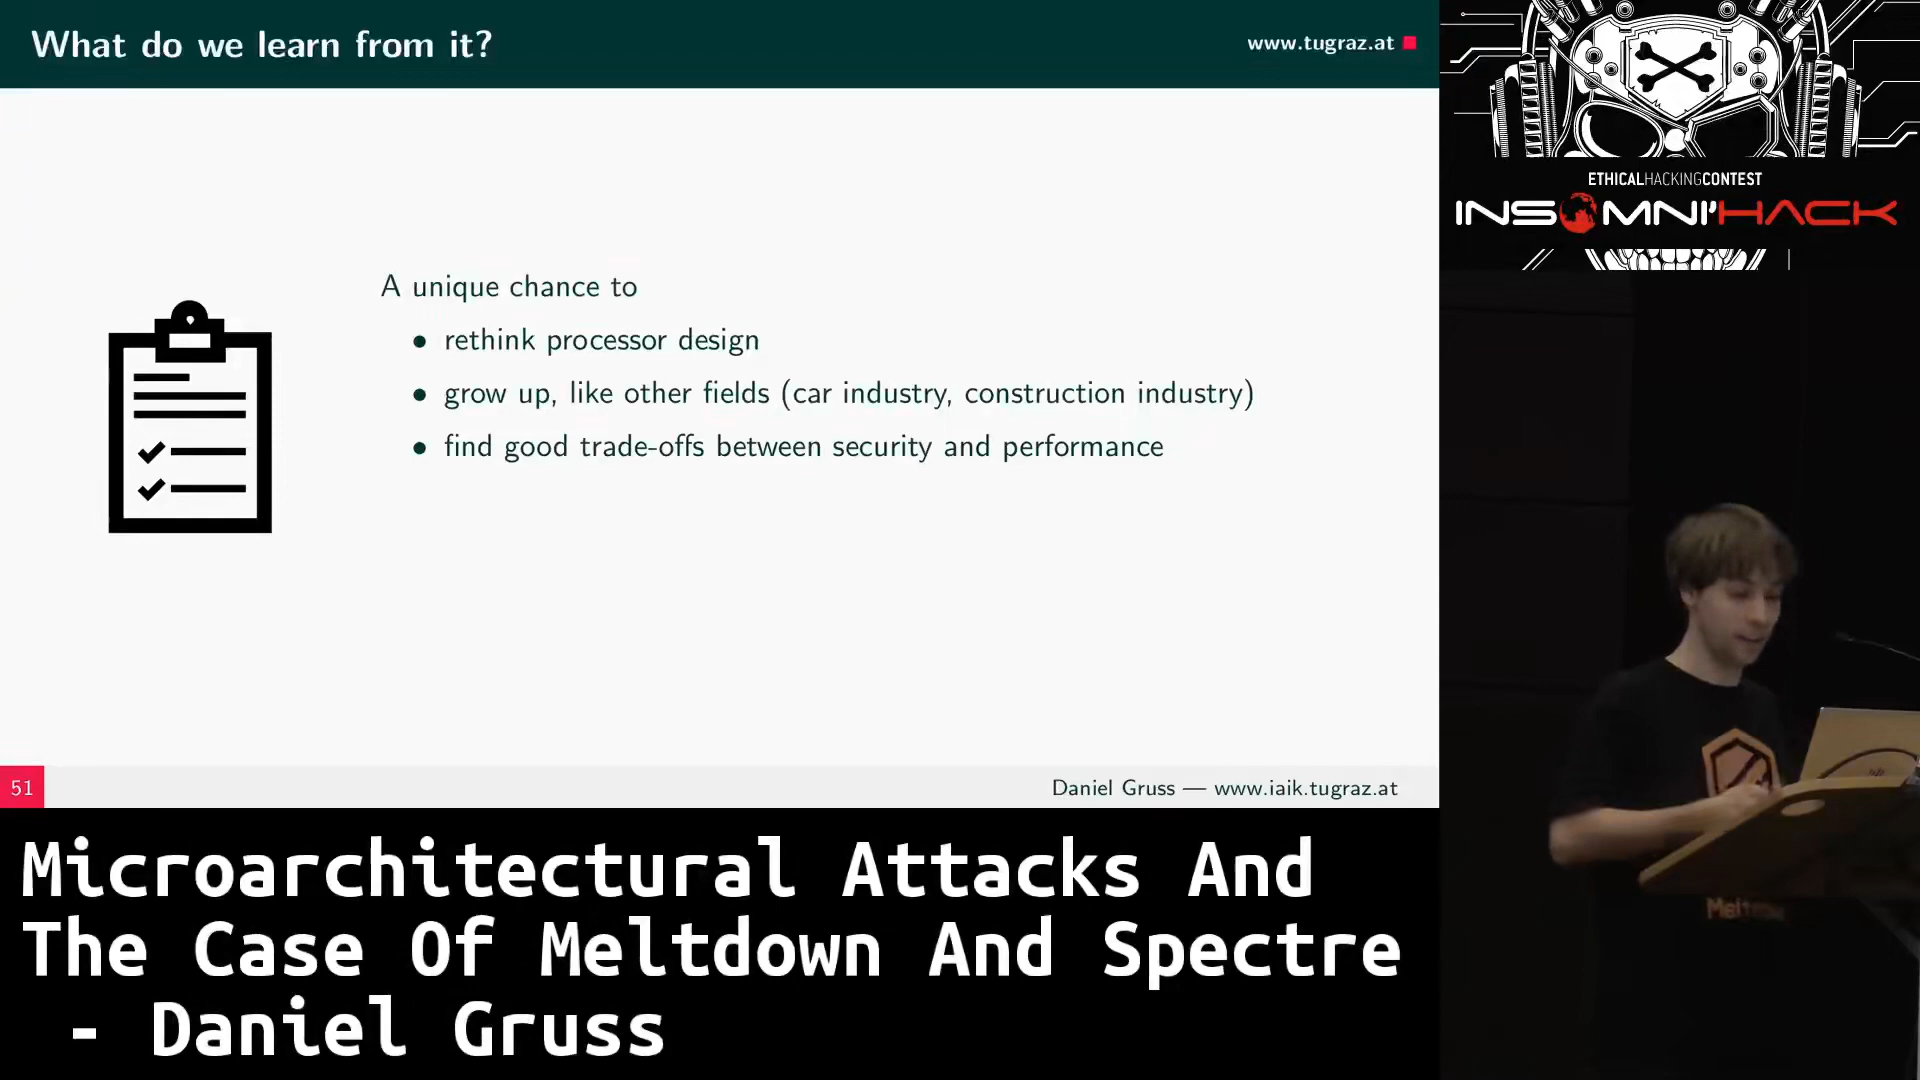 What do we learn from it?
www.tugraz.at
ETHICALHACKINGCONTEST
INSOMNI'HACK
A unique chance to
• rethink processor design
• grow up, like other fields (car industry, construction industry)
• find good trade-offs between security and performance
51
Daniel Gruss — www.iaik.tugraz.at
Microarchitectural Attacks And
The Case Of Meltdown And Spectre
- Daniel Gruss